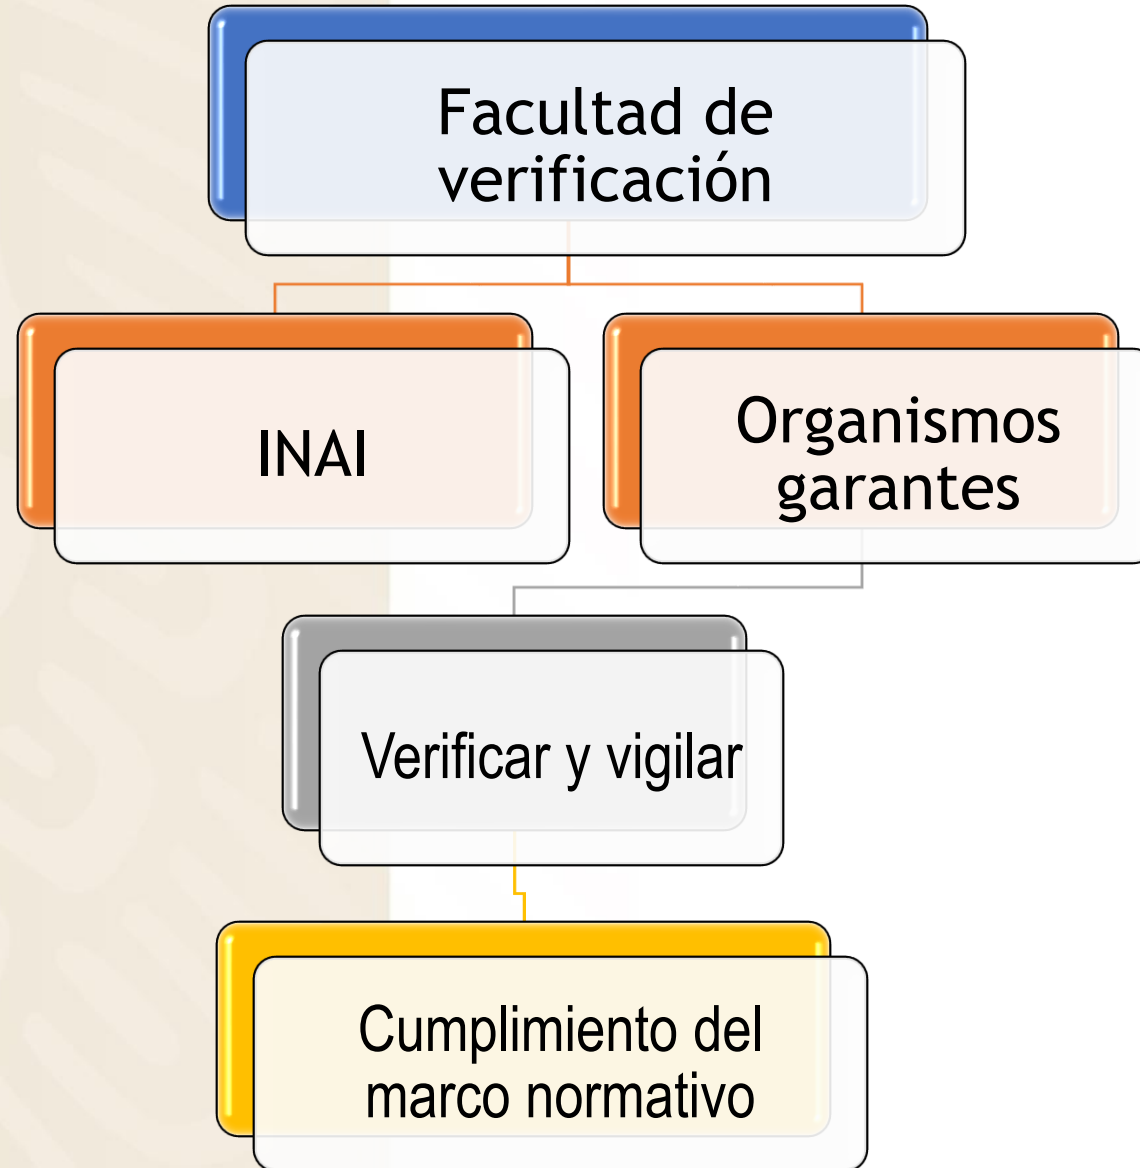 Facultad de
verificación
INAI
Organismos
garantes
Verificar y vigilar
Cumplimiento del
marco normativo